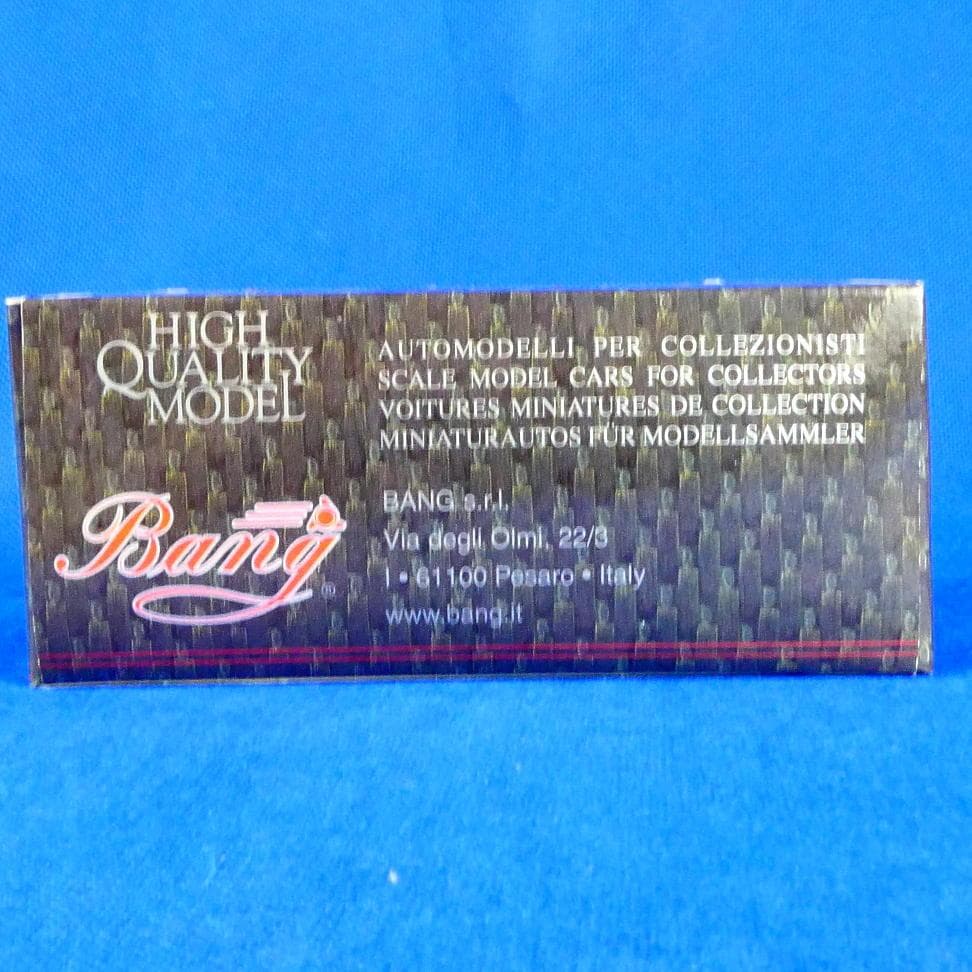 HIGH
QUALITY
MODEL
Bang®
AUTOMODELLI PER COLLEZIONISTI
SCALE MODEL CARS FOR COLLECTORS
VOITURES MINIATURES DE COLLECTION
MINIATURAUTOS FÜR MODELLSAMMLER
BANG s.r.l.
Via degli Olmi, 22/3
I • 61100 Pesaro • Italy
www.bang.it